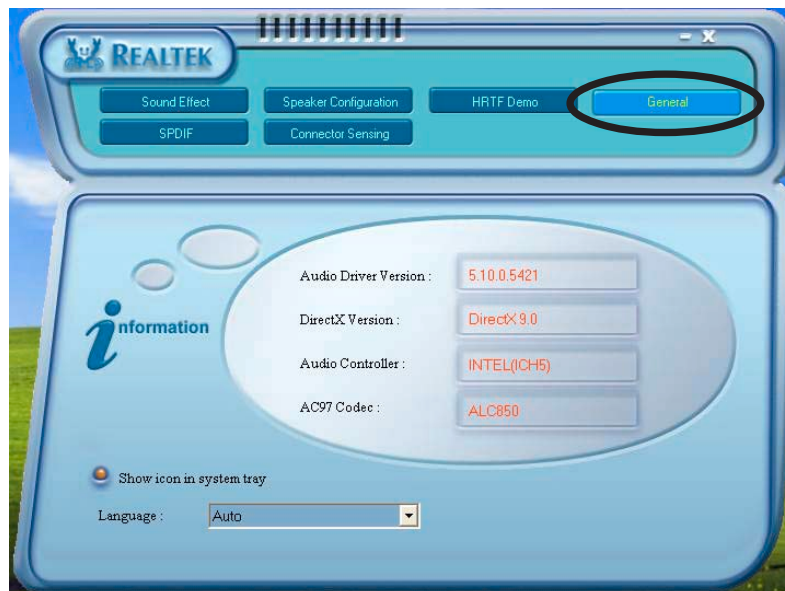 REALTEK
- X
Sound Effect
Speaker Configuration
HRTF Demo
General
SPDIF
Connector Sensing
information
Audio Driver Version :
5.10.0.5421
DirectX Version :
DirectX 9.0
Audio Controller :
INTEL(ICH5)
AC97 Codec :
ALC850
Show icon in system tray
Language :
Auto